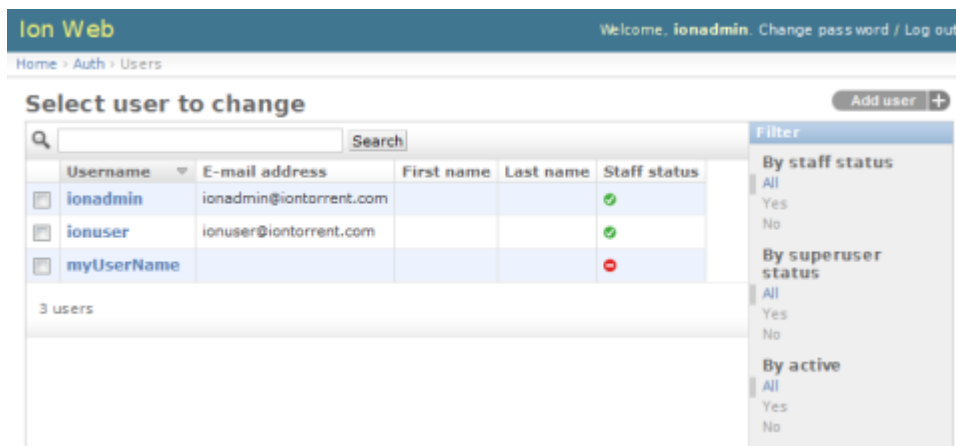 Ion Web
Welcome, ionadmin. Change password / Log out
Home › Auth › Users
Select user to change
Add user +
Search
Username E-mail address First name Last name Staff status
ionadmin ionadmin@iontorrent.com
ionuser ionuser@iontorrent.com
myUserName
3 users
Filter
By staff status
All
Yes
No
By superuser
status
All
Yes
No
By active
All
Yes
No